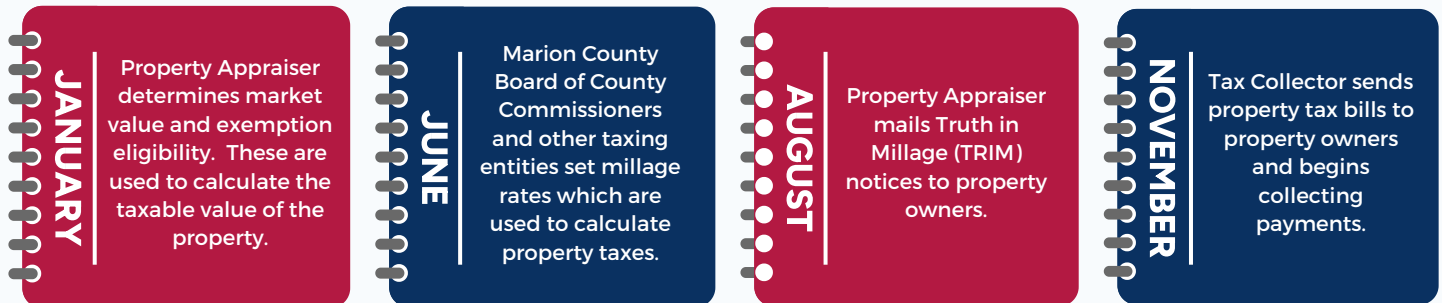 JANUARY
Property Appraiser
determines market
value and exemption
eligibility.  These are
used to calculate the
taxable value of the
property.
JUNE
Marion County
Board of County
Commissioners
and other taxing
entities set millage
rates which are
used to calculate
property taxes.
AUGUST
Property Appraiser
mails Truth in
Millage (TRIM)
notices to property
owners.
NOVEMBER
Tax Collector sends
property tax bills to
property owners
and begins
collecting
payments.